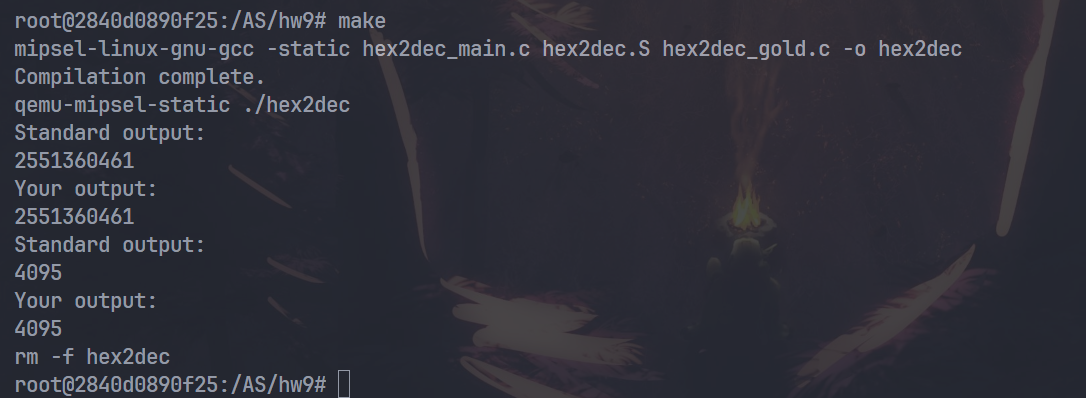 root@2840d0890f25:/AS/hw9# make
mipsel-linux-gnu-gcc -static hex2dec_main.c hex2dec.S hex2dec_gold.c -o hex2dec
Compilation complete.
qemu-mipsel-static ./hex2dec
Standard output:
2551360461
Your output:
2551360461
Standard output:
4095
Your output:
4095
rm -f hex2dec
root@2840d0890f25:/AS/hw9#